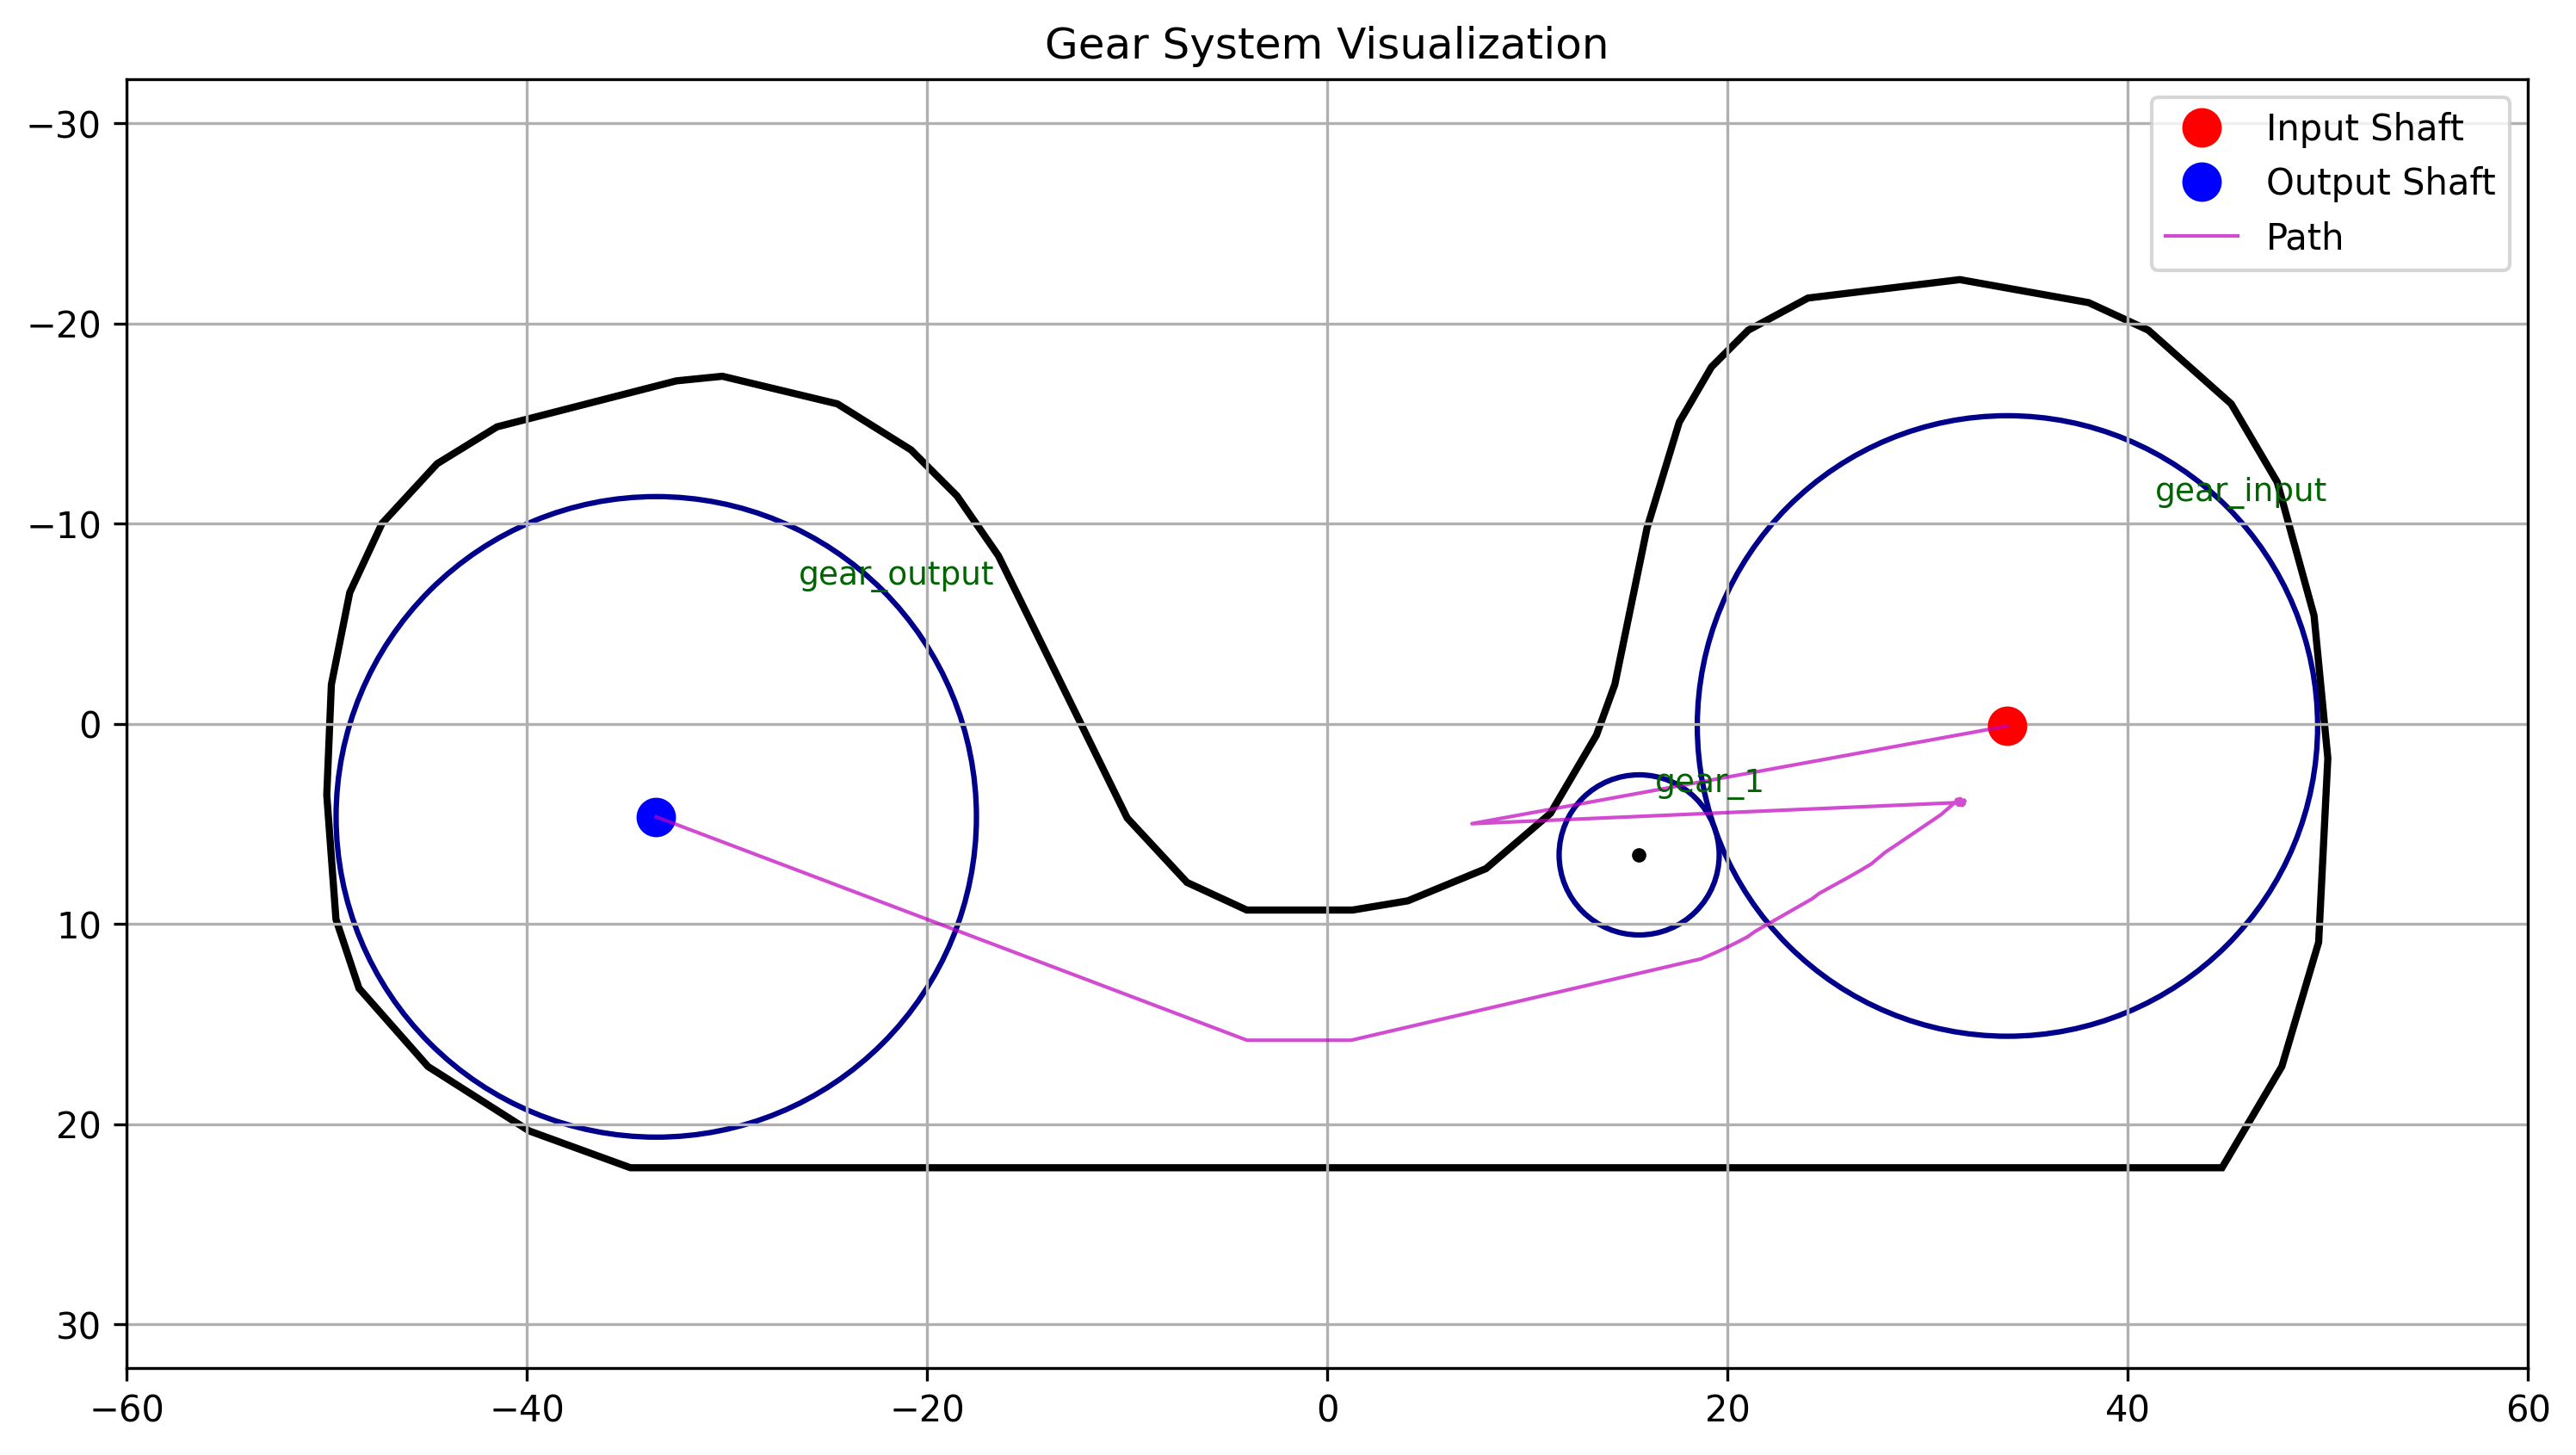 Gear System Visualization
Input Shaft
Output Shaft
Path
gear_input
gear_output
gear_1
−30
−20
−10
0
10
20
30
−60
−40
−20
0
20
40
60